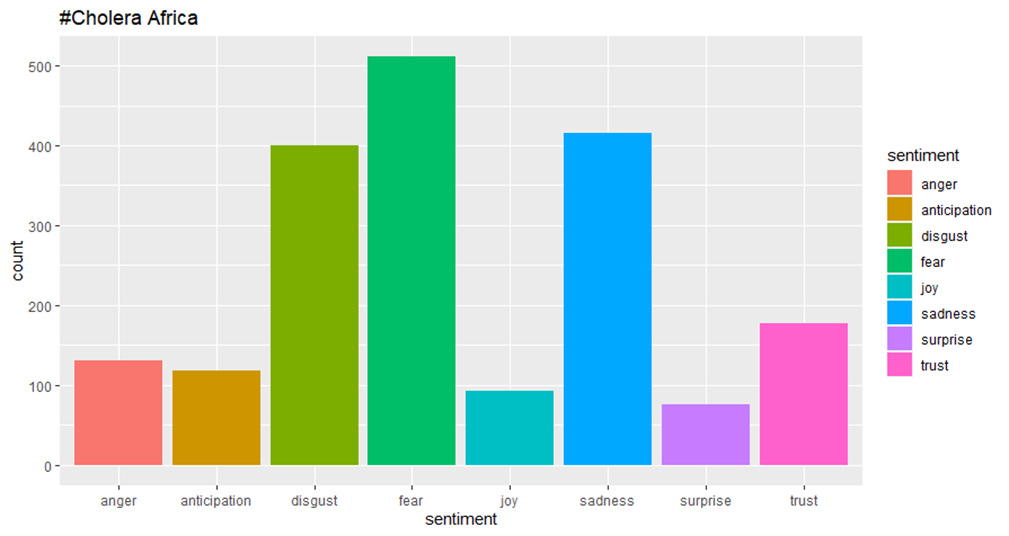 #Cholera Africa
500
400
300
200
100
0
count
anger anticipation disgust fear joy sadness surprise trust
sentiment
sentiment
anger
anticipation
disgust
fear
joy
sadness
surprise
trust